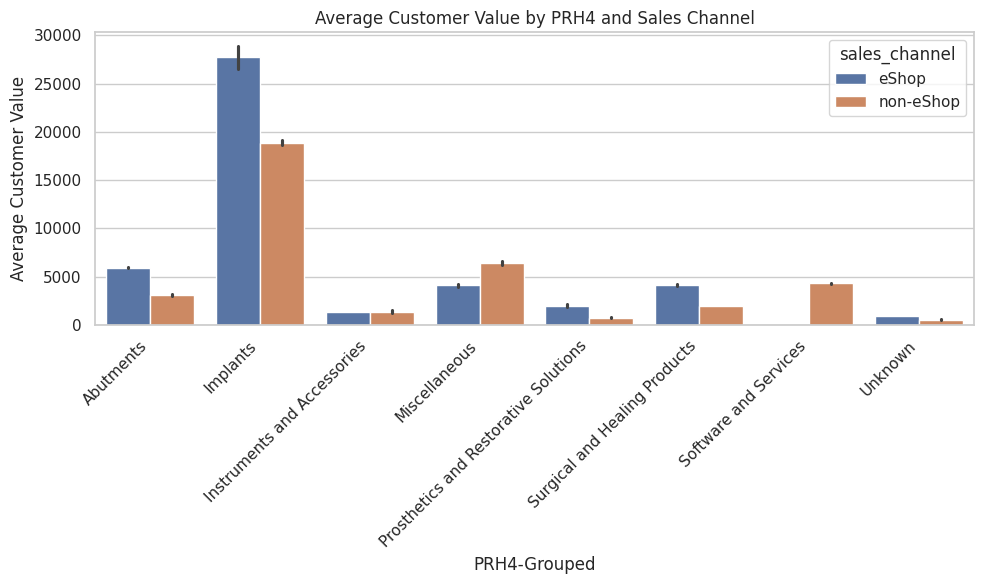 Average Customer Value by PRH4 and Sales Channel
Average Customer Value
30000
25000
20000
15000
10000
5000
0
sales_channel
eShop
non-eShop
Abutments
Implants
Instruments and Accessories
Miscellaneous
Prosthetics and Restorative Solutions
Surgical and Healing Products
Software and Services
Unknown
PRH4-Grouped